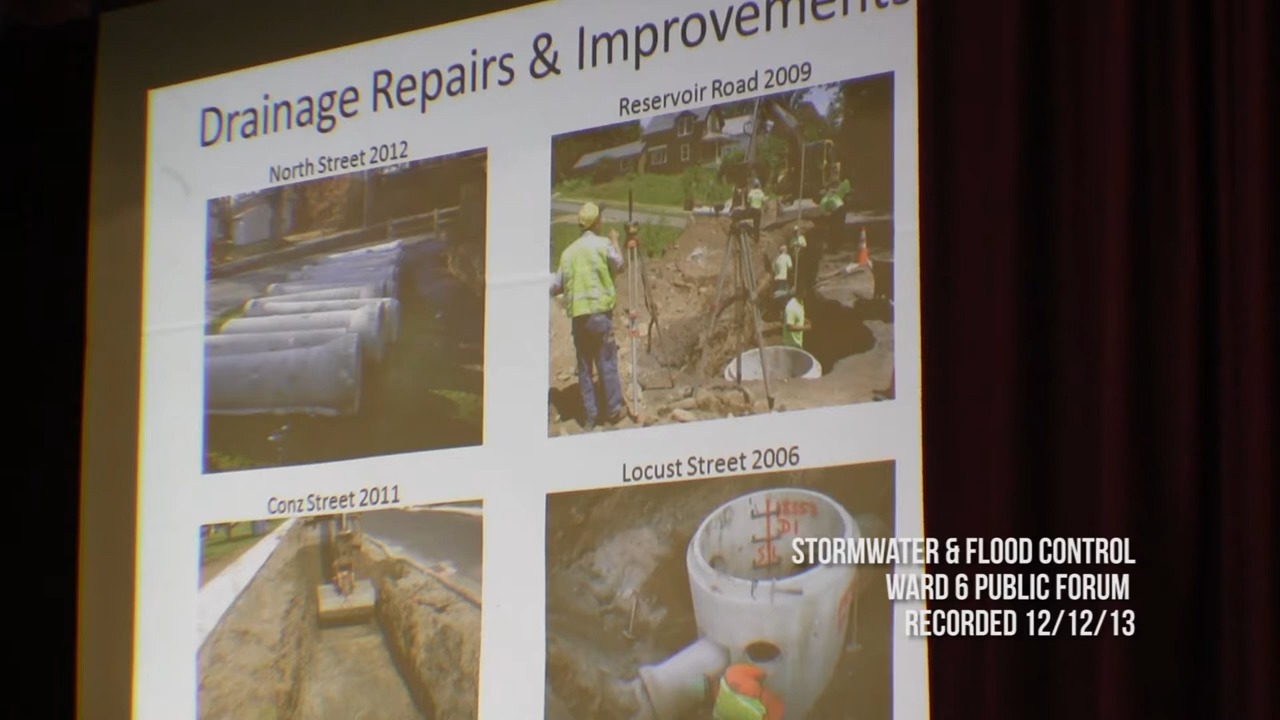 Drainage Repairs & Improvements
North Street 2012
Reservoir Road 2009
Conz Street 2011
Locust Street 2006
STORMWATER & FLOOD CONTROL
WARD 6 PUBLIC FORUM
RECORDED 12/12/13